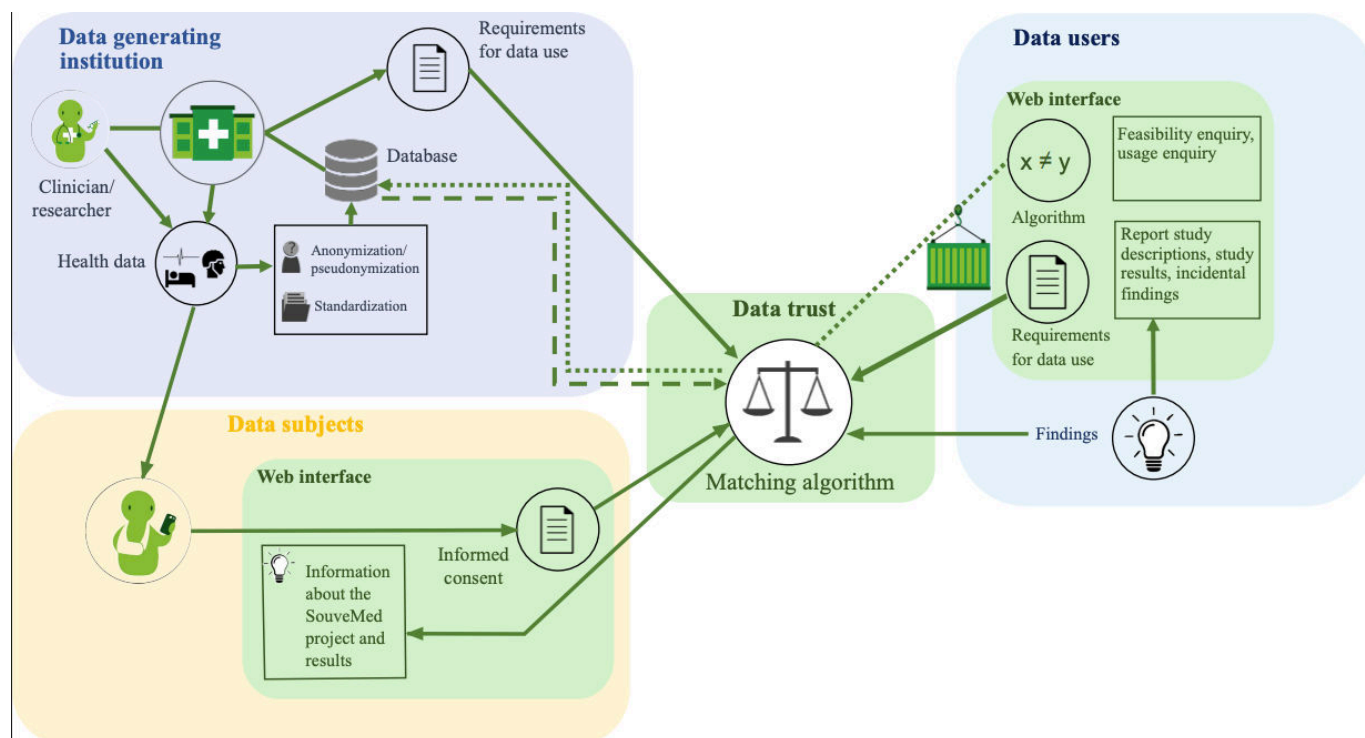 Data generating
institution
Requirements
for data use
Clinician/
researcher
Database
Health data
?
Anonymization/
pseudonymization
Standardization
Data subjects
Web interface
Informed
consent
Information
about the
SouveMed
project and
results
Data trust
Matching algorithm
Data users
Web interface
x ≠ y
Algorithm
Feasibility enquiry,
usage enquiry
Requirements
for data use
Report study
descriptions, study
results, incidental
findings
Findings